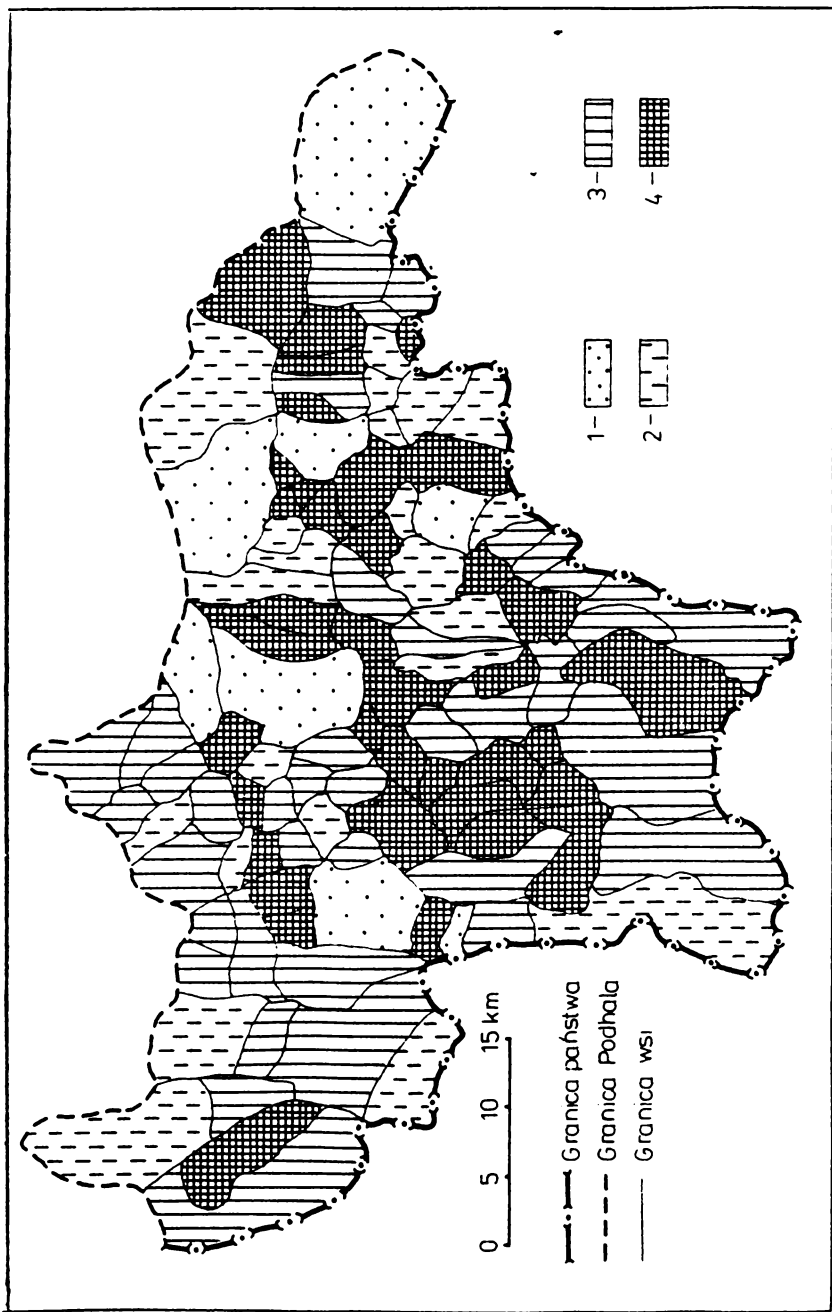 0 5 10 15 km
Granica państwa
Granica Podhala
Granica wsi
1 –
2 –
3 –
4 –